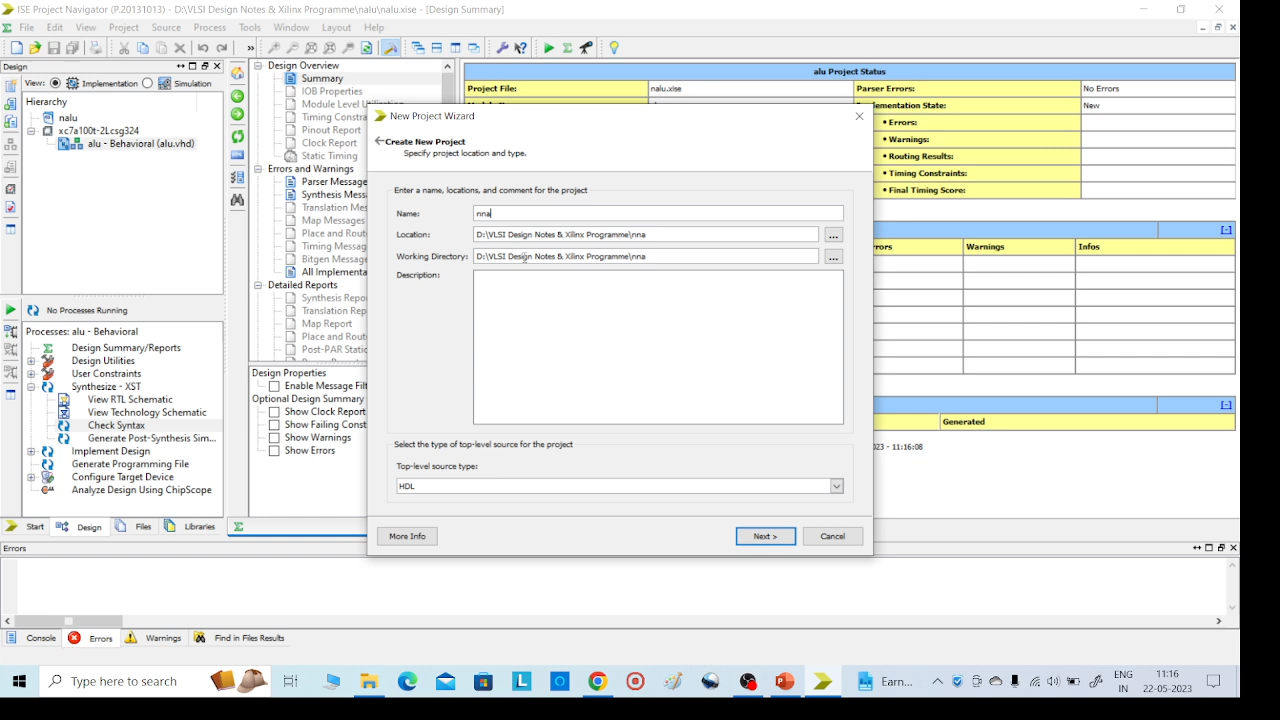 ISE Project Navigator (P.20131013) - D:\VLSI Design Notes & Xilinx Programme\nalu\nalu.xise - [Design Summary]
File Edit View Project Source Process Tools Window Layout Help
Design
View: Implementation Simulation
Hierarchy
nalu
xc7a100t-2Lcsg324
alu - Behavioral (alu.vhd)
No Processes Running
Processes: alu - Behavioral
Design Summary/Reports
Design Utilities
User Constraints
Synthesize - XST
View RTL Schematic
View Technology Schematic
Check Syntax
Generate Post-Synthesis Sim...
Implement Design
Generate Programming File
Configure Target Device
Analyze Design Using ChipScope
Start Design Files Libraries
Design Overview
Summary
IOB Properties
Module Level
Timing Constra
Pinout Report
Clock Report
Static Timing
Errors and Warnings
Parser Message
Synthesis Mess
Translation Me
Map Messages
Place and Rout
Timing Messag
Bitgen Messag
All Implementa
Detailed Reports
Synthesis Repo
Translation Rep
Map Report
Place and Rout
Post-PAR Static
Design Properties
Enable Message Filt
Optional Design Summary
Show Clock Report
Show Failing Const
Show Warnings
Show Errors
alu Project Status
Project File: nalu.xise Parser Errors: No Errors
plementation State: New
• Errors:
• Warnings:
• Routing Results:
• Timing Constraints:
• Final Timing Score:
[-]
rrors Warnings Infos
[-]
Generated
023 - 11:16:08
New Project Wizard
Create New Project
Specify project location and type.
Enter a name, locations, and comment for the project
Name: nna
Location: D:\VLSI Design Notes & Xilinx Programme\nna ...
Working Directory: D:\VLSI Design Notes & Xilinx Programme\nna ...
Description:
Select the type of top-level source for the project
Top-level source type:
HDL
More Info Next > Cancel
Errors
Console Errors Warnings Find in Files Results
Type here to search
Earn...
ENG
IN
11:16
22-05-2023